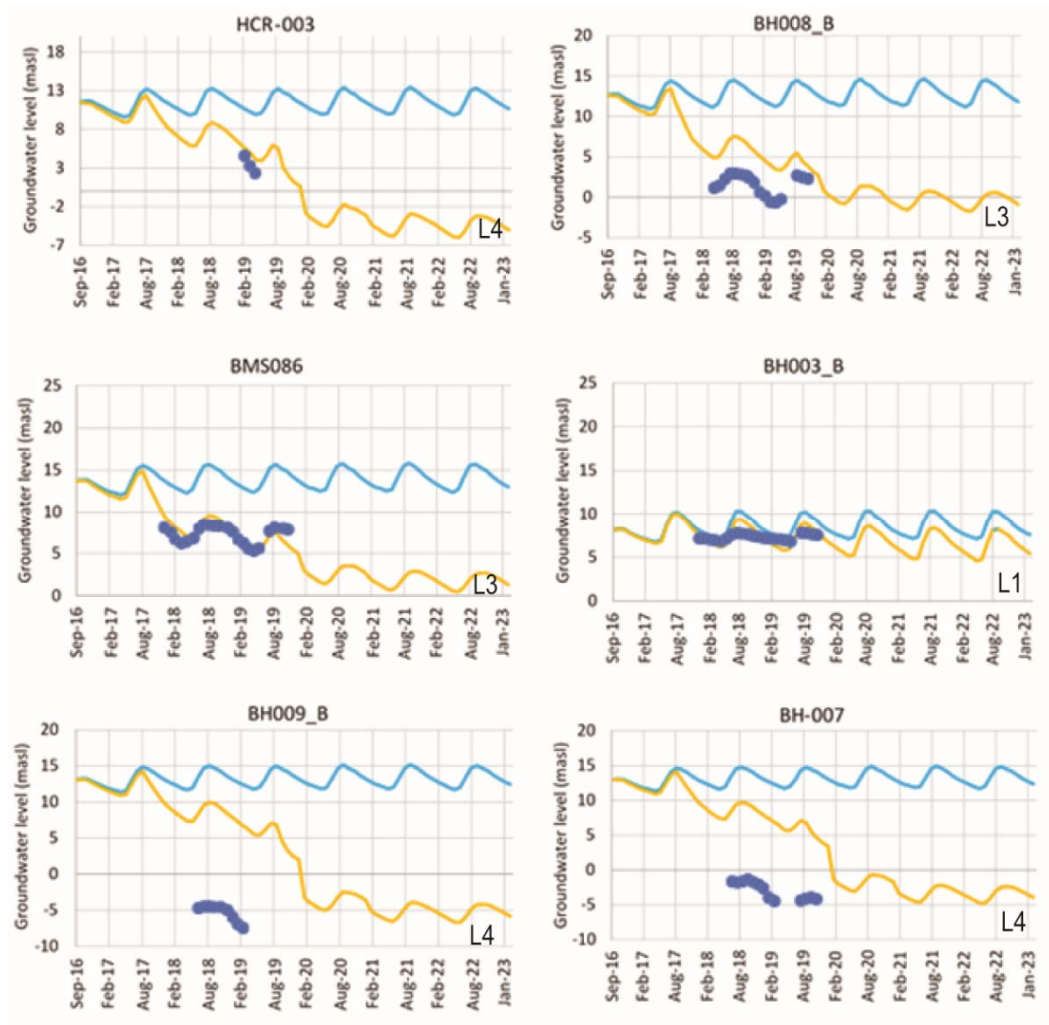 HCR-003
Groundwater level (masl)
18
13
8
3
-2
-7
L4
Sep-16 Feb-17 Aug-17 Feb-18 Aug-18 Feb-19 Aug-19 Feb-20 Aug-20 Feb-21 Aug-21 Feb-22 Aug-22 Jan-23
BH008_B
Groundwater level (masl)
20
15
10
5
0
-5
L3
Sep-16 Feb-17 Aug-17 Feb-18 Aug-18 Feb-19 Aug-19 Feb-20 Aug-20 Feb-21 Aug-21 Feb-22 Aug-22 Jan-23
BMS086
Groundwater level (masl)
25
20
15
10
5
0
L3
Sep-16 Feb-17 Aug-17 Feb-18 Aug-18 Feb-19 Aug-19 Feb-20 Aug-20 Feb-21 Aug-21 Feb-22 Aug-22 Jan-23
BH003_B
Groundwater level (masl)
25
20
15
10
5
0
L1
Sep-16 Feb-17 Aug-17 Feb-18 Aug-18 Feb-19 Aug-19 Feb-20 Aug-20 Feb-21 Aug-21 Feb-22 Aug-22 Jan-23
BH009_B
Groundwater level (masl)
20
15
10
5
0
-5
-10
L4
Sep-16 Feb-17 Aug-17 Feb-18 Aug-18 Feb-19 Aug-19 Feb-20 Aug-20 Feb-21 Aug-21 Feb-22 Aug-22 Jan-23
BH-007
Groundwater level (masl)
20
15
10
5
0
-5
-10
L4
Sep-16 Feb-17 Aug-17 Feb-18 Aug-18 Feb-19 Aug-19 Feb-20 Aug-20 Feb-21 Aug-21 Feb-22 Aug-22 Jan-23